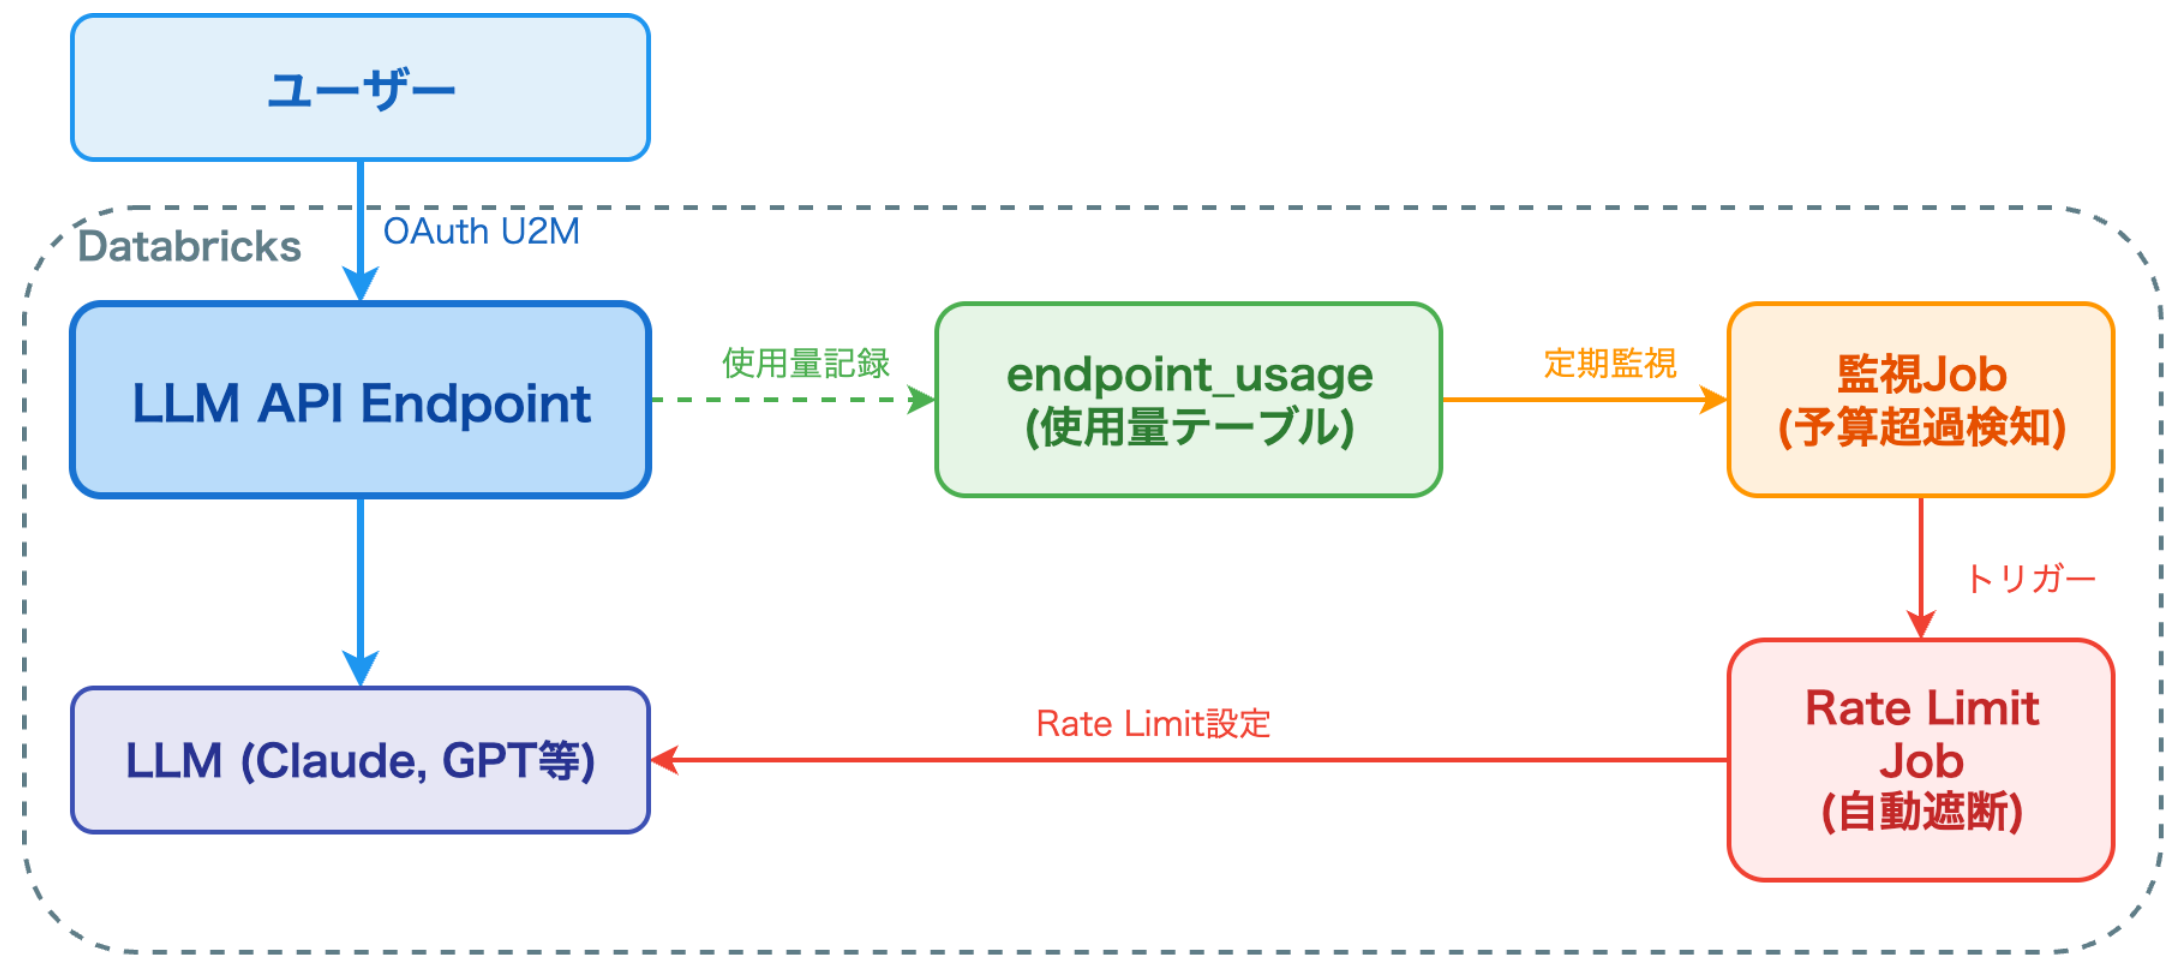 ユーザー
OAuth U2M
Databricks
LLM API Endpoint
使用量記録
endpoint_usage
(使用量テーブル)
定期監視
監視Job
(予算超過検知)
トリガー
Rate Limit
Job
(自動遮断)
Rate Limit設定
LLM (Claude, GPT等)